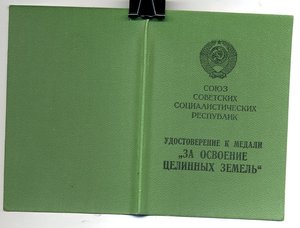 СОЮЗ
СОВЕТСКИХ
СОЦИАЛИСТИЧЕСКИХ
РЕСПУБЛИК
УДОСТОВЕРЕНИЕ К МЕДАЛИ
„ЗА ОСВОЕНИЕ
ЦЕЛИННЫХ ЗЕМЕЛЬ“